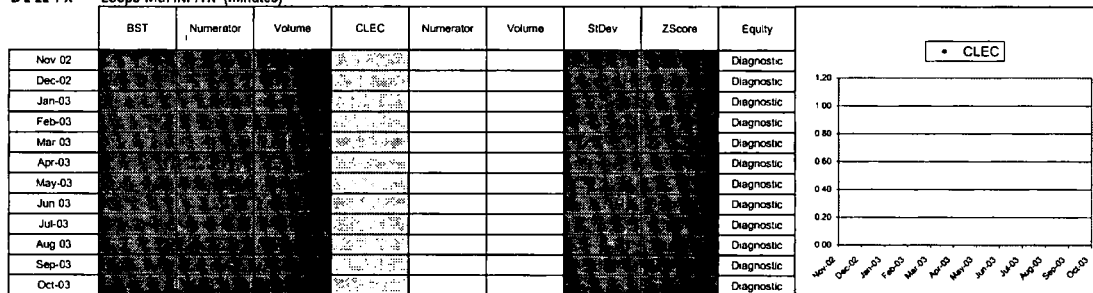 Loops with INP/TX (minutes)
BST Numerator Volume CLEC Numerator Volume StDev ZScore Equity
Nov 02 Diagnostic
Dec-02 Diagnostic
Jan-03 Diagnostic
Feb-03 Diagnostic
Mar 03 Diagnostic
Apr-03 Diagnostic
May-03 Diagnostic
Jun 03 Diagnostic
Jul-03 Diagnostic
Aug 03 Diagnostic
Sep-03 Diagnostic
Oct-03 Diagnostic
• CLEC
1.20
1.00
0.80
0.60
0.40
0.20
0.00
Nov-02 Dec-02 Jan-03 Feb-03 Mar-03 Apr-03 May-03 Jun-03 Jul-03 Aug-03 Sep-03 Oct-03